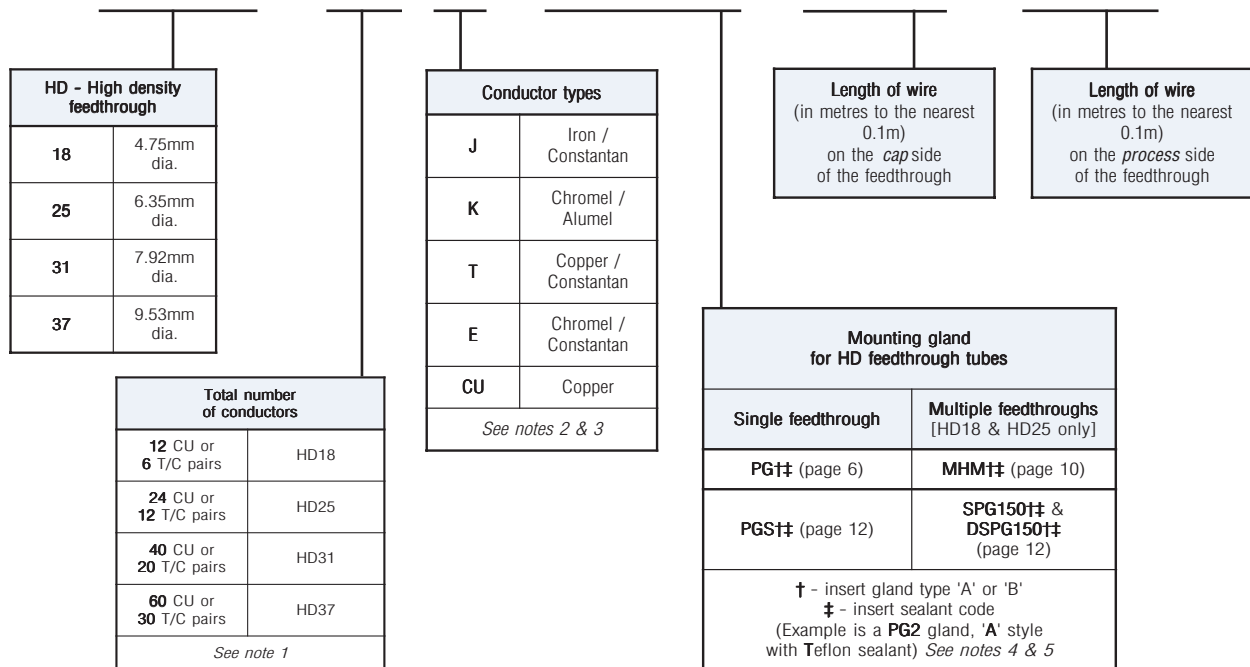 HD - High density
feedthrough
18
4.75mm
dia.
25
6.35mm
dia.
31
7.92mm
dia.
37
9.53mm
dia.
Total number
of conductors
12 CU or
6 T/C pairs
HD18
24 CU or
12 T/C pairs
HD25
40 CU or
20 T/C pairs
HD31
60 CU or
30 T/C pairs
HD37
See note 1
Conductor types
J
Iron /
Constantan
K
Chromel /
Alumel
T
Copper /
Constantan
E
Chromel /
Constantan
CU
Copper
See notes 2 & 3
Mounting gland
for HD feedthrough tubes
Single feedthrough
Multiple feedthroughs
[HD18 & HD25 only]
PG†‡ (page 6)
MHM†‡ (page 10)
PGS†‡ (page 12)
SPG150†‡ &
DSPG150†‡
(page 12)
† - insert gland type 'A' or 'B'
‡ - insert sealant code
(Example is a PG2 gland, 'A' style
with Teflon sealant) See notes 4 & 5
Length of wire
(in metres to the nearest
0.1m)
on the cap side
of the feedthrough
Length of wire
(in metres to the nearest
0.1m)
on the process side
of the feedthrough